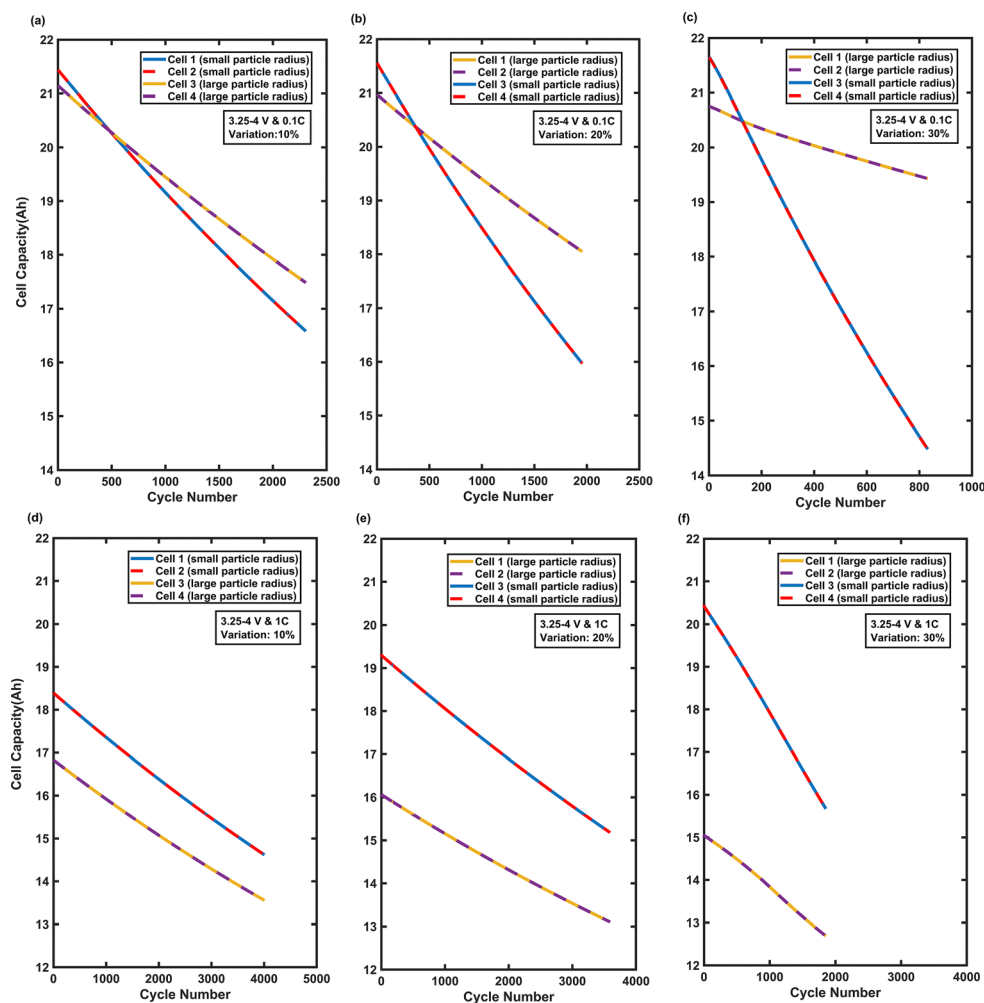 (a)
22
21
20
19
18
17
16
15
14
Cell Capacity(Ah)
Cell 1 (small particle radius)
Cell 2 (small particle radius)
Cell 3 (large particle radius)
Cell 4 (large particle radius)
3.25-4 V & 0.1C
Variation:10%
0 500 1000 1500 2000 2500
Cycle Number
(b)
22
21
20
19
18
17
16
15
14
Cell 1 (large particle radius)
Cell 2 (large particle radius)
Cell 3 (small particle radius)
Cell 4 (small particle radius)
3.25-4 V & 0.1C
Variation: 20%
0 500 1000 1500 2000 2500
Cycle Number
(c)
22
21
20
19
18
17
16
15
14
Cell 1 (large particle radius)
Cell 2 (large particle radius)
Cell 3 (small particle radius)
Cell 4 (small particle radius)
3.25-4 V & 0.1C
Variation: 30%
0 200 400 600 800 1000
Cycle Number
(d)
22
21
20
19
18
17
16
15
14
13
12
Cell Capacity(Ah)
Cell 1 (small particle radius)
Cell 2 (small particle radius)
Cell 3 (large particle radius)
Cell 4 (large particle radius)
3.25-4 V & 1C
Variation: 10%
0 1000 2000 3000 4000 5000
Cycle Number
(e)
22
21
20
19
18
17
16
15
14
13
12
Cell 1 (large particle radius)
Cell 2 (large particle radius)
Cell 3 (small particle radius)
Cell 4 (small particle radius)
3.25-4 V & 1C
Variation: 20%
0 1000 2000 3000 4000
Cycle Number
(f)
22
21
20
19
18
17
16
15
14
13
12
Cell 1 (large particle radius)
Cell 2 (large particle radius)
Cell 3 (small particle radius)
Cell 4 (small particle radius)
3.25-4 V & 1C
Variation: 30%
0 1000 2000 3000 4000
Cycle Number